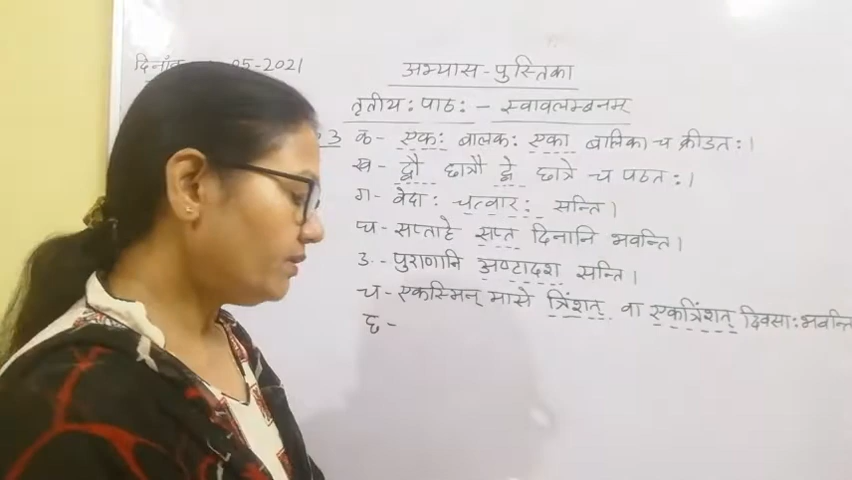 दिनाँक 05-2021
अभ्यास-पुस्तिका
तृतीय: पाठ: - स्वावलम्बनम्
3 क- एक: बालक: एका बालिका च क्रीडत:।
ख- द्वौ छात्रौ द्वे छात्रे च पठत:।
ग- वेदा: चत्वार: सन्ति।
घ- सप्ताहे सप्त दिनानि भवन्ति।
ङ- पुराणानि अष्टादश सन्ति।
च- एकस्मिन् मासे त्रिंशत् वा एकत्रिंशत् दिवसा: भवन्ति
छ-